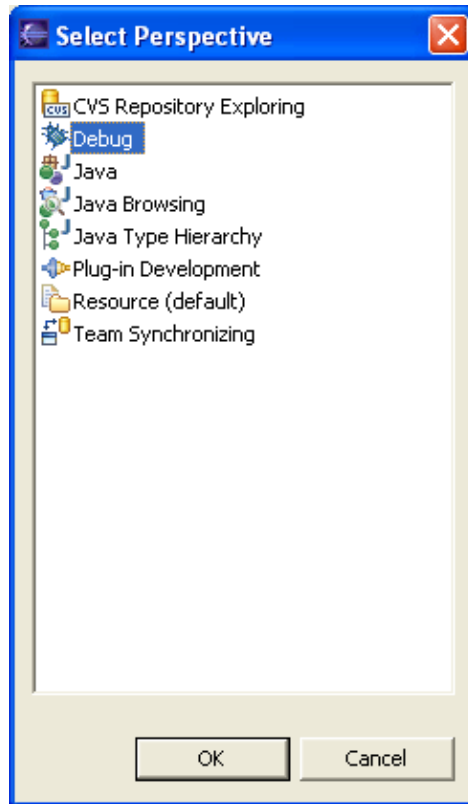 Select Perspective
CVS CVS Repository Exploring
Debug
Java
Java Browsing
Java Type Hierarchy
Plug-in Development
Resource (default)
Team Synchronizing
OK Cancel